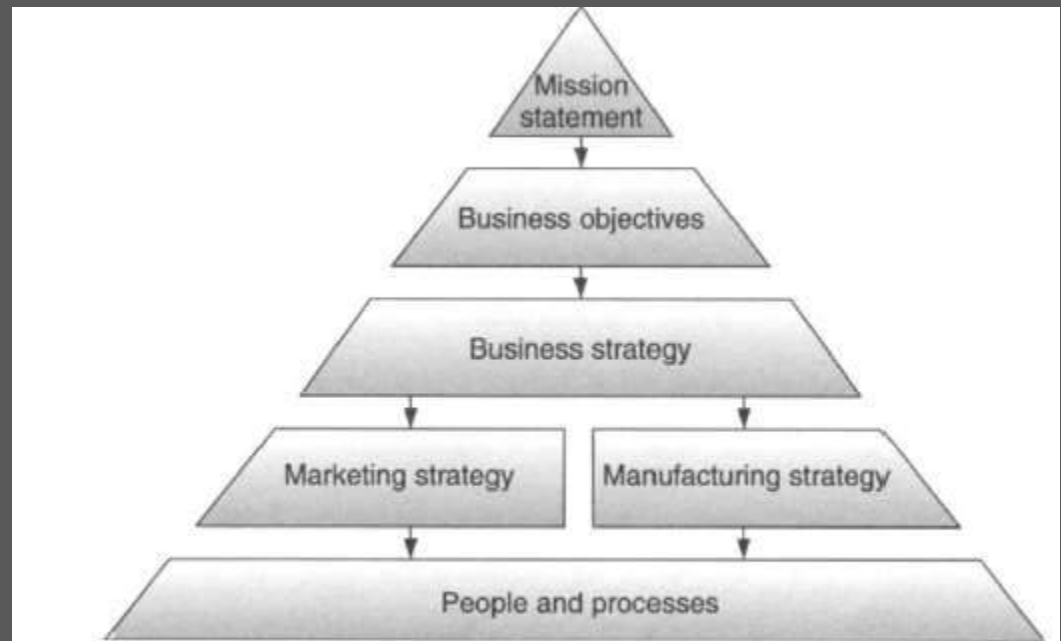 Mission
statement
Business objectives
Business strategy
Marketing strategy
Manufacturing strategy
People and processes